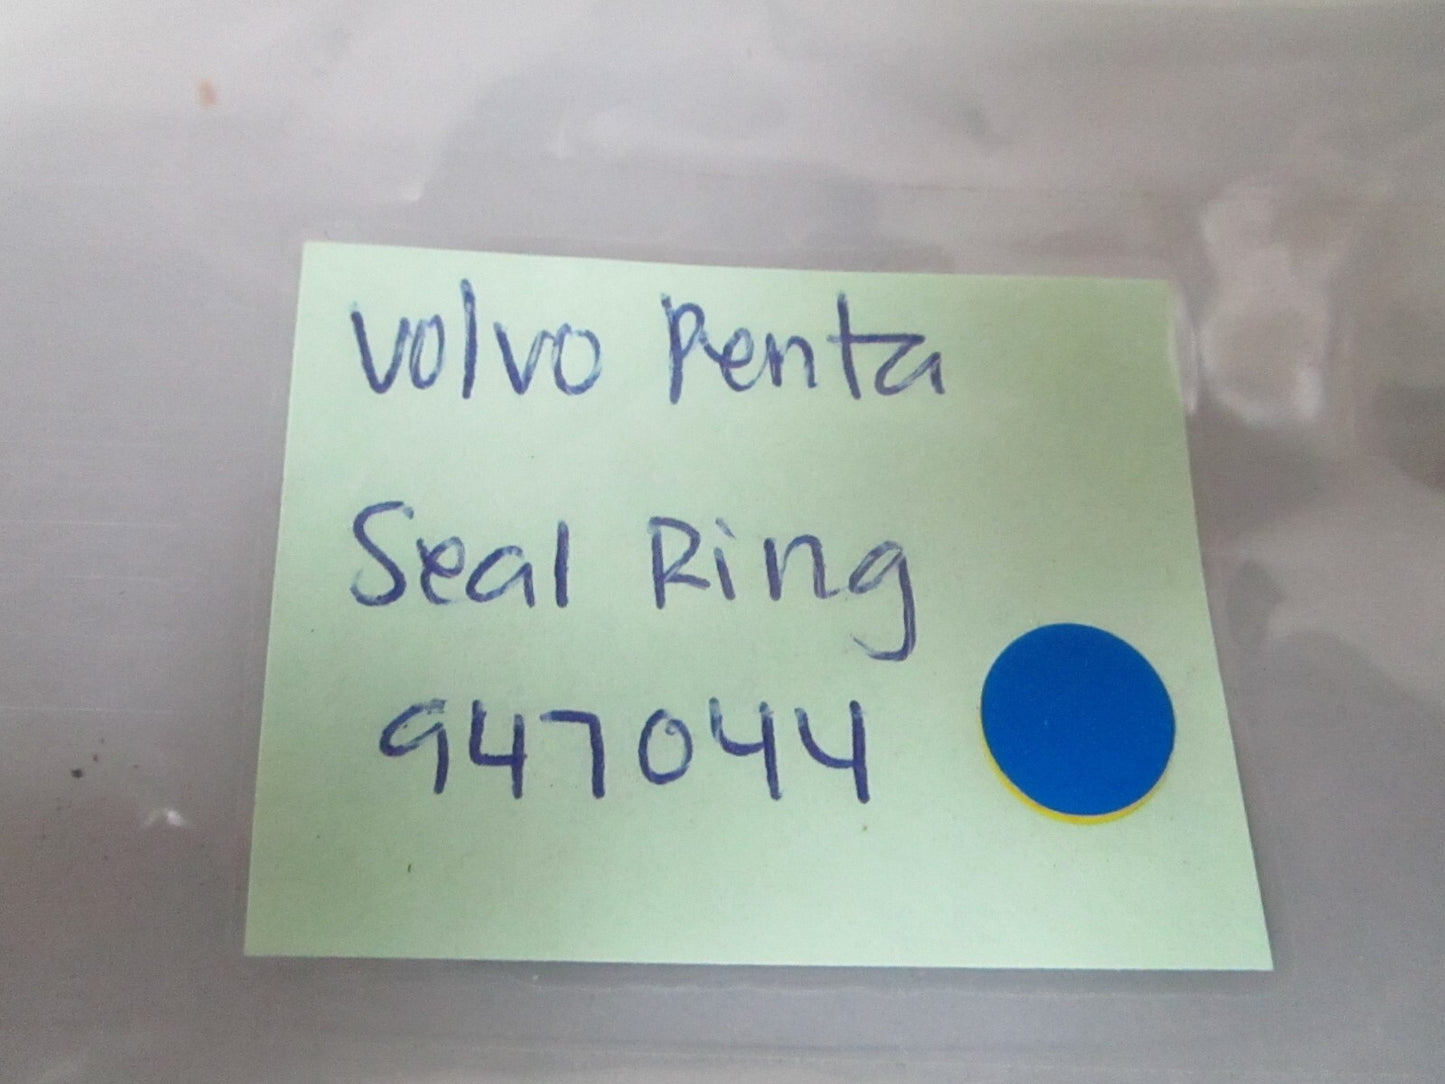 Volvo Penta
Seal Ring
947044